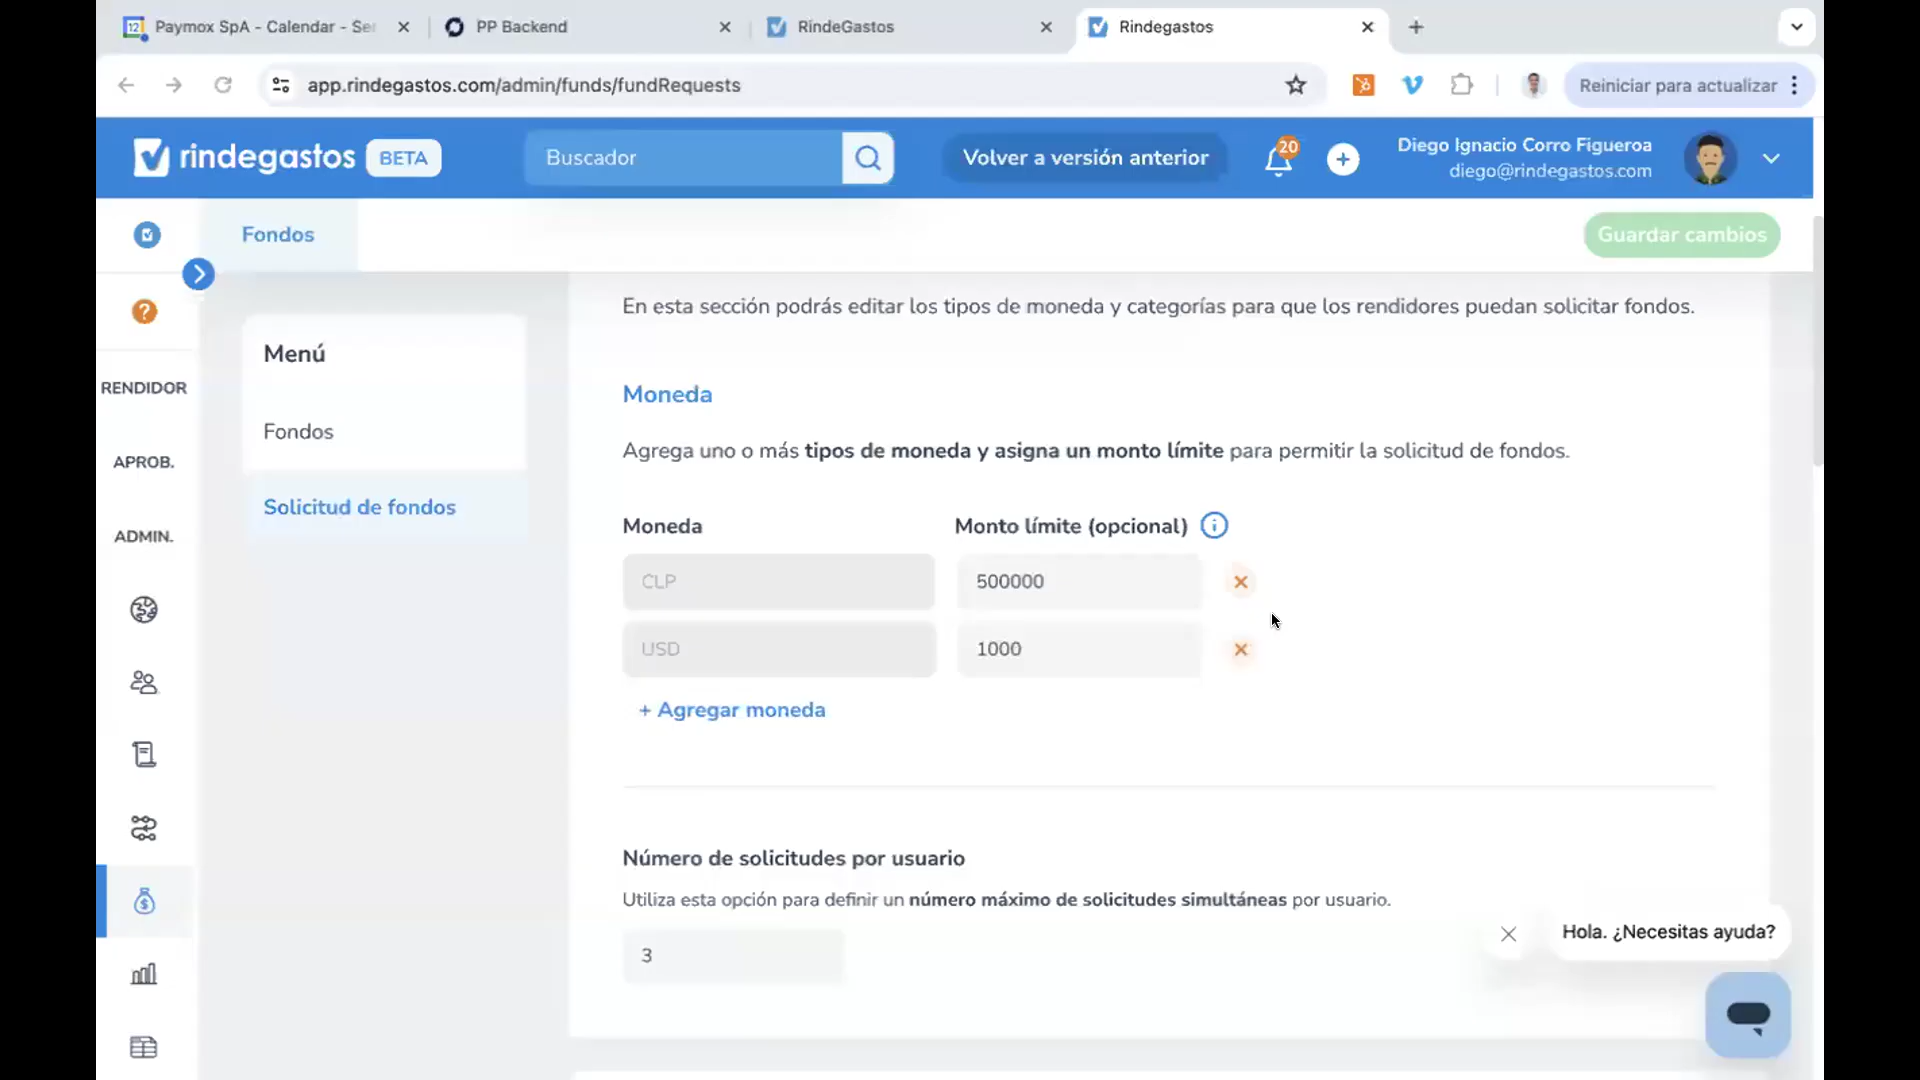 Paymox SpA - Calendar - Se
PP Backend
RindeGastos
Rindegastos
app.rindegastos.com/admin/funds/fundRequests
Reiniciar para actualizar
rindegastos BETA
Buscador
Volver a versión anterior
20
Diego Ignacio Corro Figueroa
diego@rindegastos.com
Fondos
Guardar cambios
RENDIDOR
APROB.
ADMIN.
Menú
Fondos
Solicitud de fondos
En esta sección podrás editar los tipos de moneda y categorías para que los rendidores puedan solicitar fondos.
Moneda
Agrega uno o más tipos de moneda y asigna un monto límite para permitir la solicitud de fondos.
Moneda Monto límite (opcional)
CLP 500000
USD 1000
+ Agregar moneda
Número de solicitudes por usuario
Utiliza esta opción para definir un número máximo de solicitudes simultáneas por usuario.
3
Hola. ¿Necesitas ayuda?